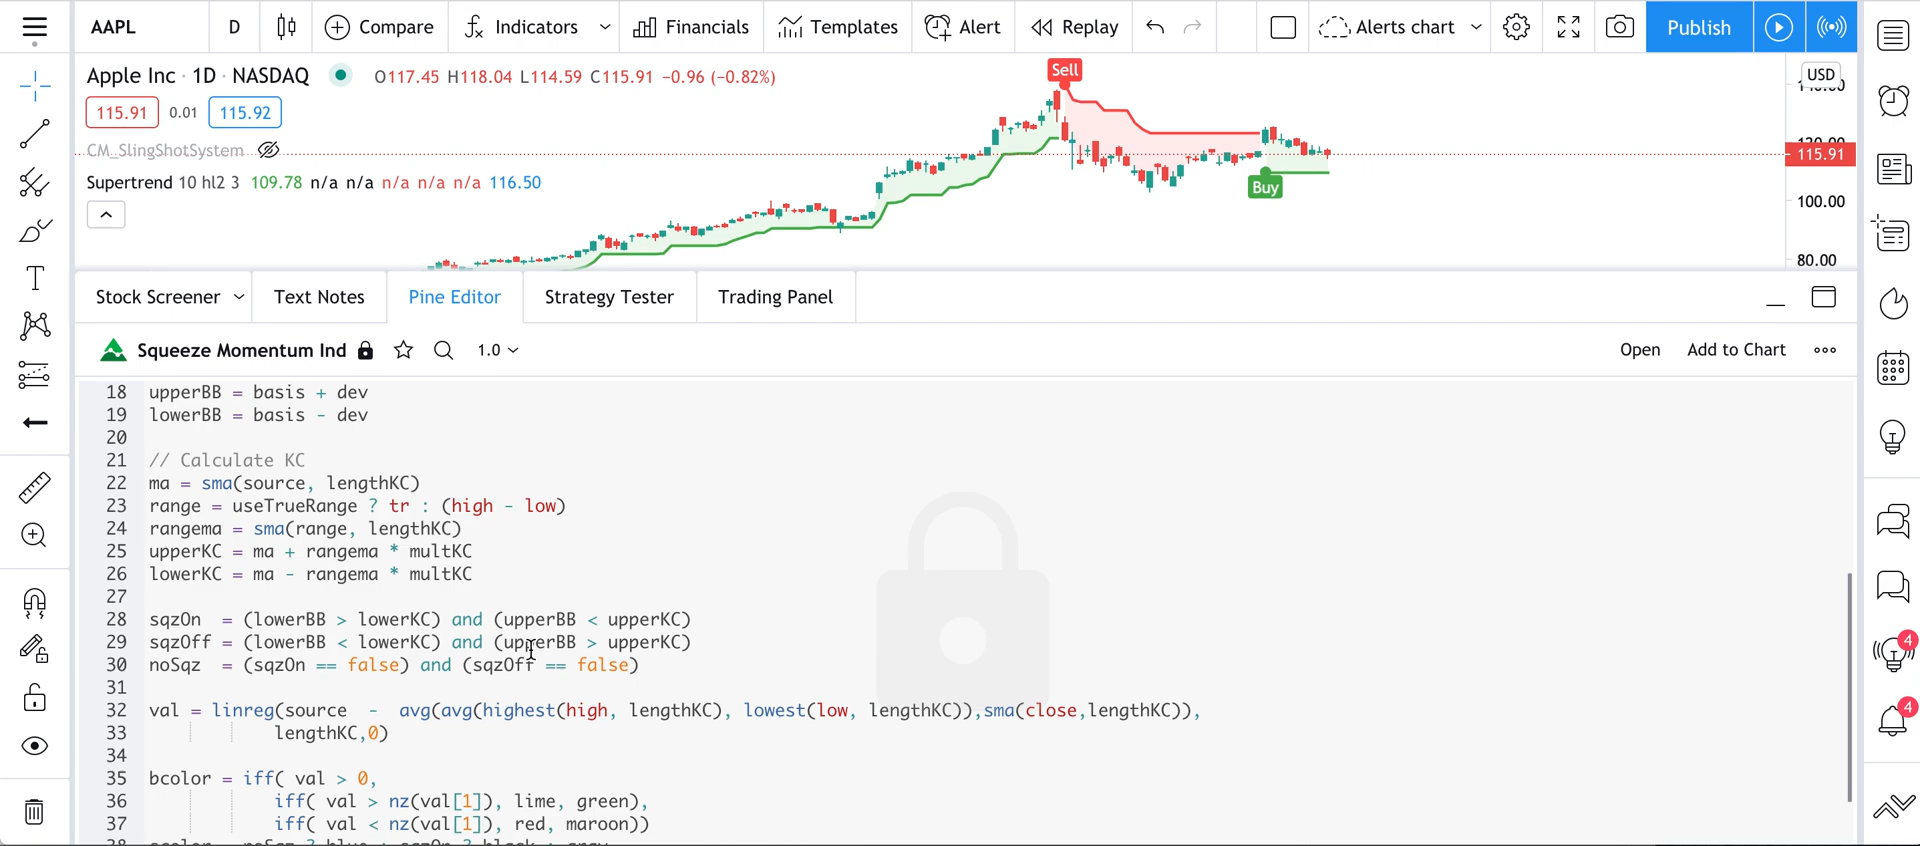 AAPL D Compare Indicators Financials Templates Alert Replay Alerts chart Publish
Apple Inc · 1D · NASDAQ O117.45 H118.04 L114.59 C115.91 −0.96 (−0.82%)
115.91 0.01 115.92
CM_SlingShotSystem
Supertrend 10 hl2 3 109.78 n/a n/a n/a n/a n/a 116.50
Sell
Buy
USD
115.91
100.00
80.00
Stock Screener Text Notes Pine Editor Strategy Tester Trading Panel
Squeeze Momentum Ind 1.0 Open Add to Chart
18 upperBB = basis + dev
19 lowerBB = basis - dev
20
21 // Calculate KC
22 ma = sma(source, lengthKC)
23 range = useTrueRange ? tr : (high - low)
24 rangema = sma(range, lengthKC)
25 upperKC = ma + rangema * multKC
26 lowerKC = ma - rangema * multKC
27
28 sqzOn  = (lowerBB > lowerKC) and (upperBB < upperKC)
29 sqzOff = (lowerBB < lowerKC) and (upperBB > upperKC)
30 noSqz  = (sqzOn == false) and (sqzOff == false)
31
32 val = linreg(source  -  avg(avg(highest(high, lengthKC), lowest(low, lengthKC)),sma(close,lengthKC)),
33             lengthKC,0)
34
35 bcolor = iff( val > 0,
36             iff( val > nz(val[1]), lime, green),
37             iff( val < nz(val[1]), red, maroon))
4
4